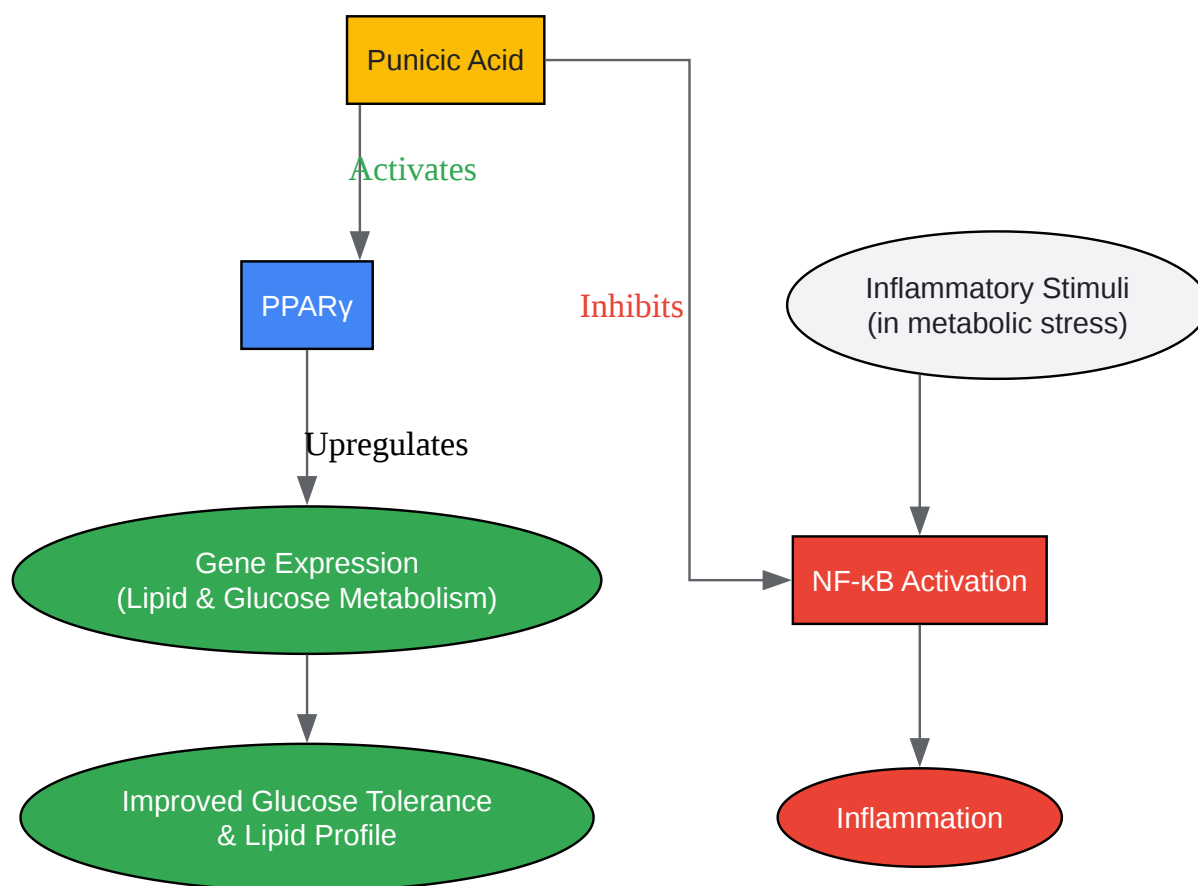 Punicic Acid
Activates
PPARγ
Inhibits
Inflammatory Stimuli
(in metabolic stress)
Upregulates
Gene Expression
(Lipid & Glucose Metabolism)
NF-κB Activation
Improved Glucose Tolerance
& Lipid Profile
Inflammation